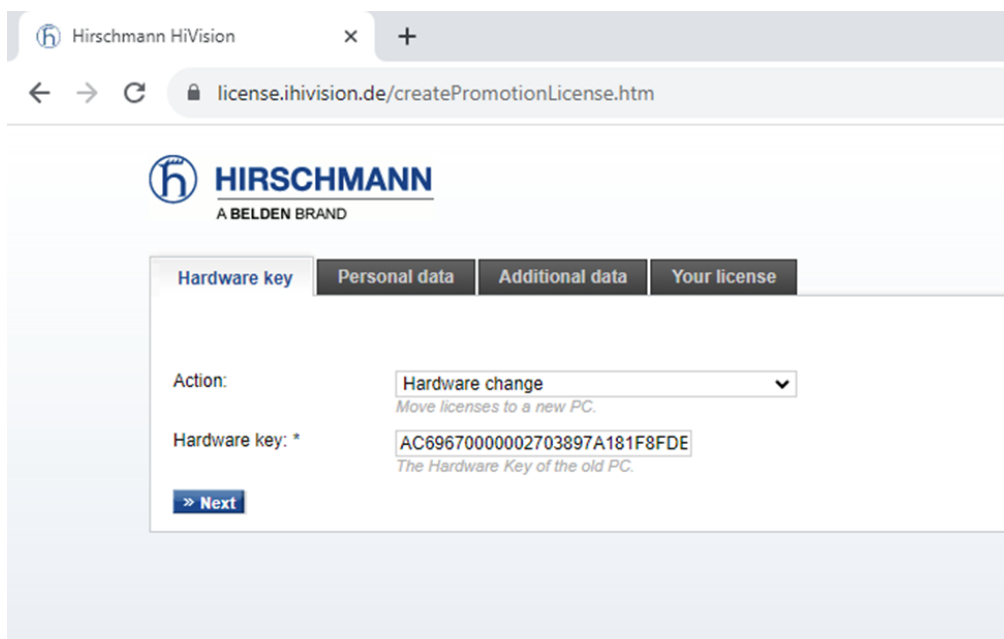 Hirschmann HiVision
license.ihivision.de/createPromotionLicense.htm
HIRSCHMANN
A BELDEN BRAND
Hardware key Personal data Additional data Your license
Action: Hardware change
Move licenses to a new PC.
Hardware key: * AC69670000002703897A181F8FDE
The Hardware Key of the old PC.
» Next